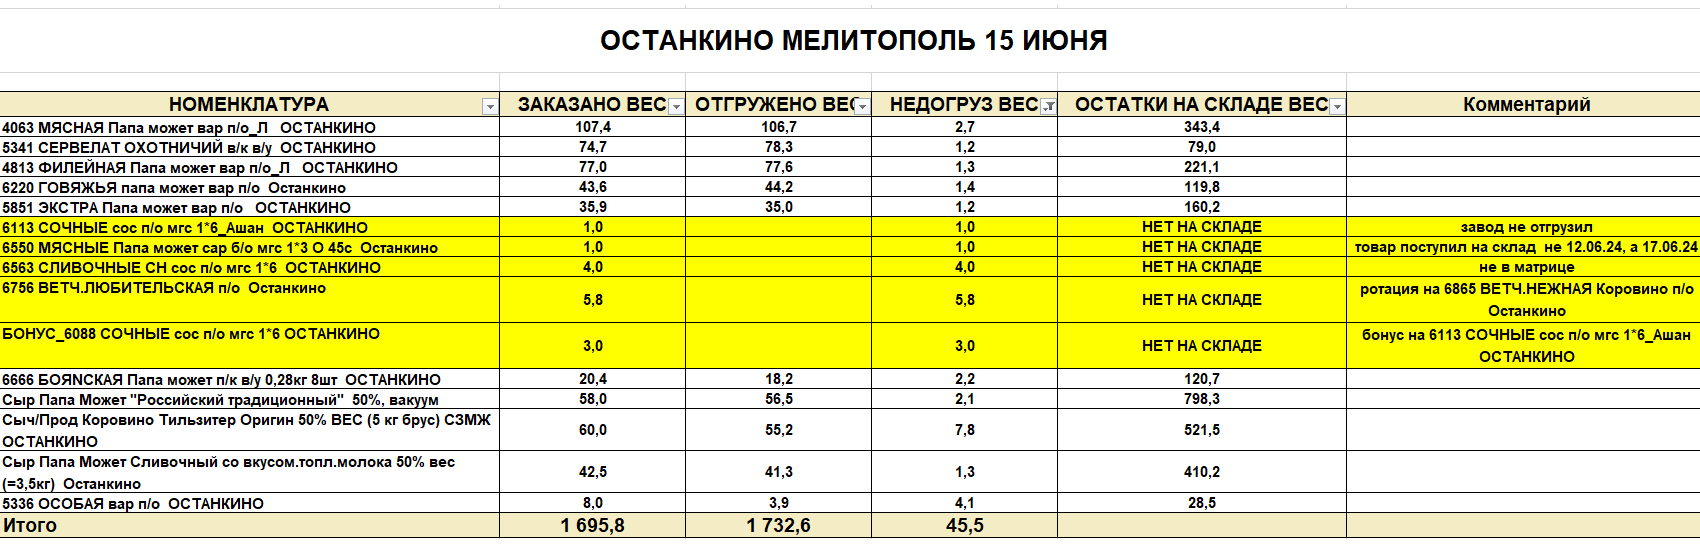 ОСТАНКИНО МЕЛИТОПОЛЬ 15 ИЮНЯ
НОМЕНКЛАТУРА ЗАКАЗАНО ВЕС ОТГРУЖЕНО ВЕС НЕДОГРУЗ ВЕС ОСТАТКИ НА СКЛАДЕ ВЕС Комментарий
4063 МЯСНАЯ Папа может вар п/о_Л ОСТАНКИНО 107,4 106,7 2,7 343,4
5341 СЕРВЕЛАТ ОХОТНИЧИЙ в/к в/у ОСТАНКИНО 74,7 78,3 1,2 79,0
4813 ФИЛЕЙНАЯ Папа может вар п/о_Л ОСТАНКИНО 77,0 77,6 1,3 221,1
6220 ГОВЯЖЬЯ папа может вар п/о Останкино 43,6 44,2 1,4 119,8
5851 ЭКСТРА Папа может вар п/о ОСТАНКИНО 35,9 35,0 1,2 160,2
6113 СОЧНЫЕ сос п/о мгс 1*6_Ашан ОСТАНКИНО 1,0 1,0 НЕТ НА СКЛАДЕ завод не отгрузил
6550 МЯСНЫЕ Папа может сар б/о мгс 1*3 О 45с Останкино 1,0 1,0 НЕТ НА СКЛАДЕ товар поступил на склад не 12.06.24, а 17.06.24
6563 СЛИВОЧНЫЕ СН сос п/о мгс 1*6 ОСТАНКИНО 4,0 4,0 НЕТ НА СКЛАДЕ не в матрице
6756 ВЕТЧ.ЛЮБИТЕЛЬСКАЯ п/о Останкино 5,8 5,8 НЕТ НА СКЛАДЕ ротация на 6865 ВЕТЧ.НЕЖНАЯ Коровино п/о
Останкино
БОНУС_6088 СОЧНЫЕ сос п/о мгс 1*6 ОСТАНКИНО 3,0 3,0 НЕТ НА СКЛАДЕ бонус на 6113 СОЧНЫЕ сос п/о мгс 1*6_Ашан
ОСТАНКИНО
6666 БОЯNСКАЯ Папа может п/к в/у 0,28кг 8шт ОСТАНКИНО 20,4 18,2 2,2 120,7
Сыр Папа Может "Российский традиционный" 50%, вакуум 58,0 56,5 2,1 798,3
Сыч/Прод Коровино Тильзитер Оригин 50% ВЕС (5 кг брус) СЗМЖ
ОСТАНКИНО 60,0 55,2 7,8 521,5
Сыр Папа Может Сливочный со вкусом.топл.молока 50% вес
(=3,5кг) Останкино 42,5 41,3 1,3 410,2
5336 ОСОБАЯ вар п/о ОСТАНКИНО 8,0 3,9 4,1 28,5
Итого 1 695,8 1 732,6 45,5